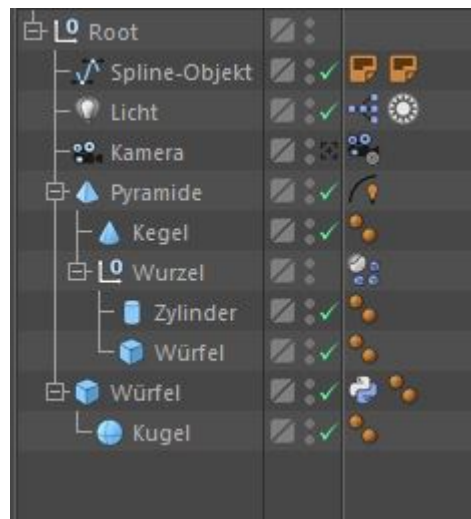 Root
Spline-Objekt
Licht
Kamera
Pyramide
Kegel
Wurzel
Zylinder
Würfel
Würfel
Kugel